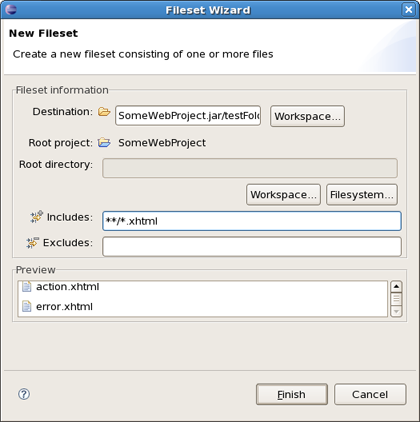 Fileset Wizard
New Fileset
Create a new fileset consisting of one or more files
Fileset information
Destination: SomeWebProject.jar/testFold Workspace...
Root project: SomeWebProject
Root directory:
Workspace... Filesystem...
Includes: **/*.xhtml
Excludes:
Preview
action.xhtml
error.xhtml
Finish Cancel